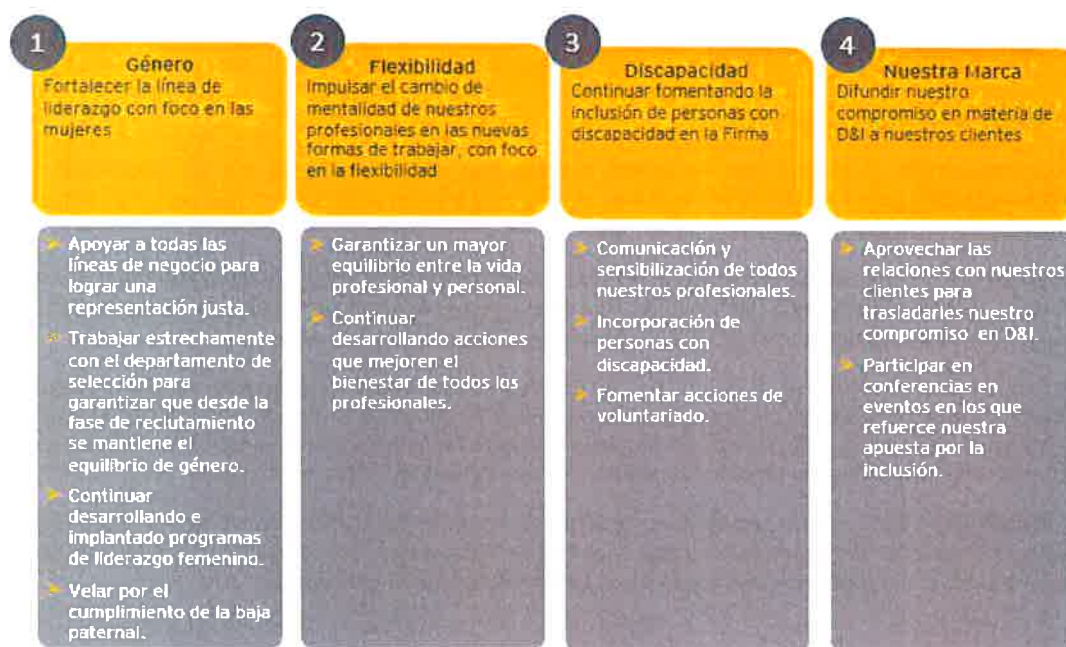 1
Género
Fortalecer la línea de
liderazgo con foco en las
mujeres
Apoyar a todas las
líneas de negocio para
lograr una
representación justa.
Trabajar estrechamente
con el departamento de
selección para
garantizar que desde la
fase de reclutamiento
se mantiene el
equilibrio de género.
Continuar
desarrollando e
implantado programas
de liderazgo femenino.
Velar por el
cumplimiento de la baja
paternal.
2
Flexibilidad
Impulsar el cambio de
mentalidad de nuestros
profesionales en las nuevas
formas de trabajar, con foco
en la flexibilidad
Garantizar un mayor
equilibrio entre la vida
profesional y personal.
Continuar
desarrollando acciones
que mejoren el
bienestar de todos los
profesionales.
3
Discapacidad
Continuar fomentando la
inclusión de personas con
discapacidad en la Firma
Comunicación y
sensibilización de todos
nuestros profesionales.
Incorporación de
personas con
discapacidad.
Fomentar acciones de
voluntariado.
4
Nuestra Marca
Difundir nuestro
compromiso en materia de
D&I a nuestros clientes
Aprovechar las
relaciones con nuestros
clientes para
trasladarles nuestro
compromiso en D&I.
Participar en
conferencias en
eventos en los que
refuerce nuestra
apuesta por la
inclusión.